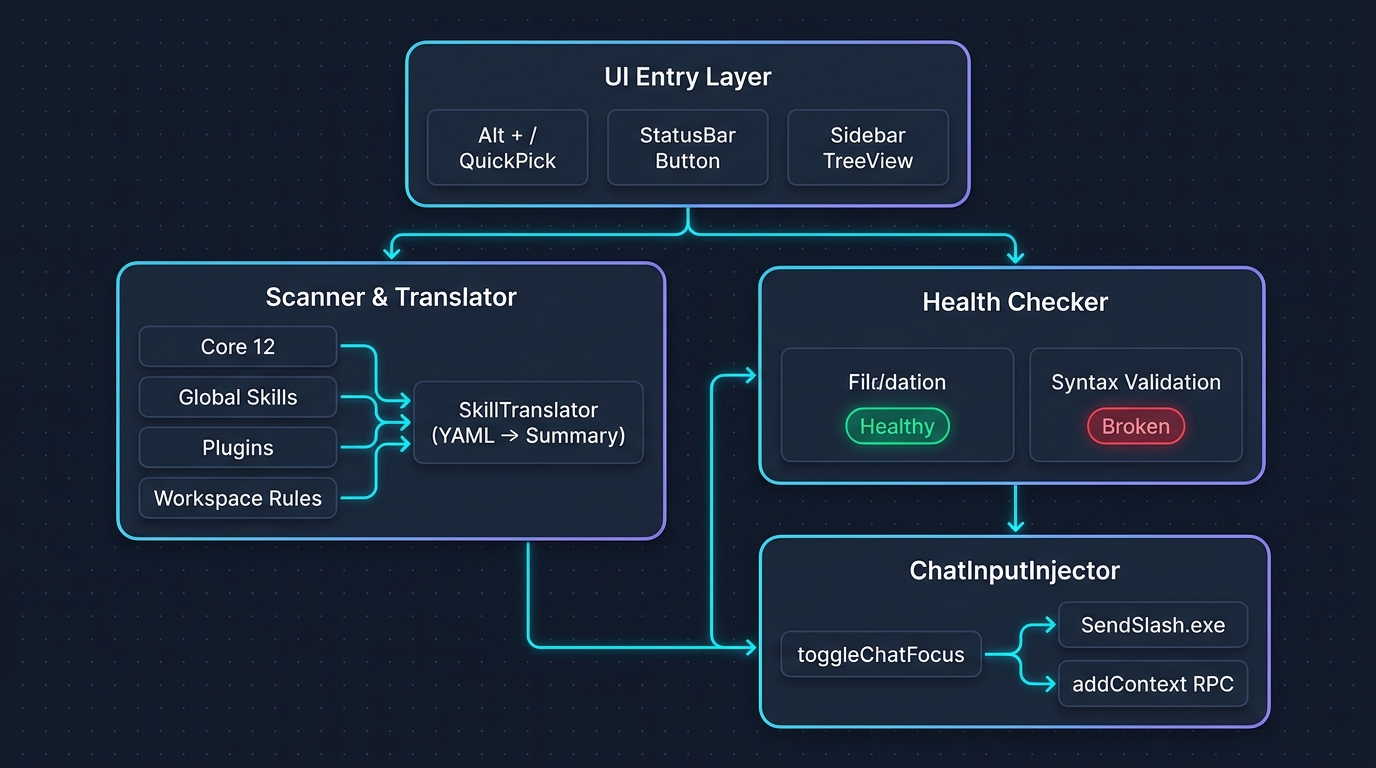 UI Entry Layer
Alt + /
QuickPick
StatusBar
Button
Sidebar
TreeView
Scanner & Translator
Core 12
Global Skills
Plugins
Workspace Rules
SkillTranslator
(YAML → Summary)
Health Checker
Healthy
Syntax Validation
Broken
ChatInputInjector
toggleChatFocus
SendSlash.exe
addContext RPC